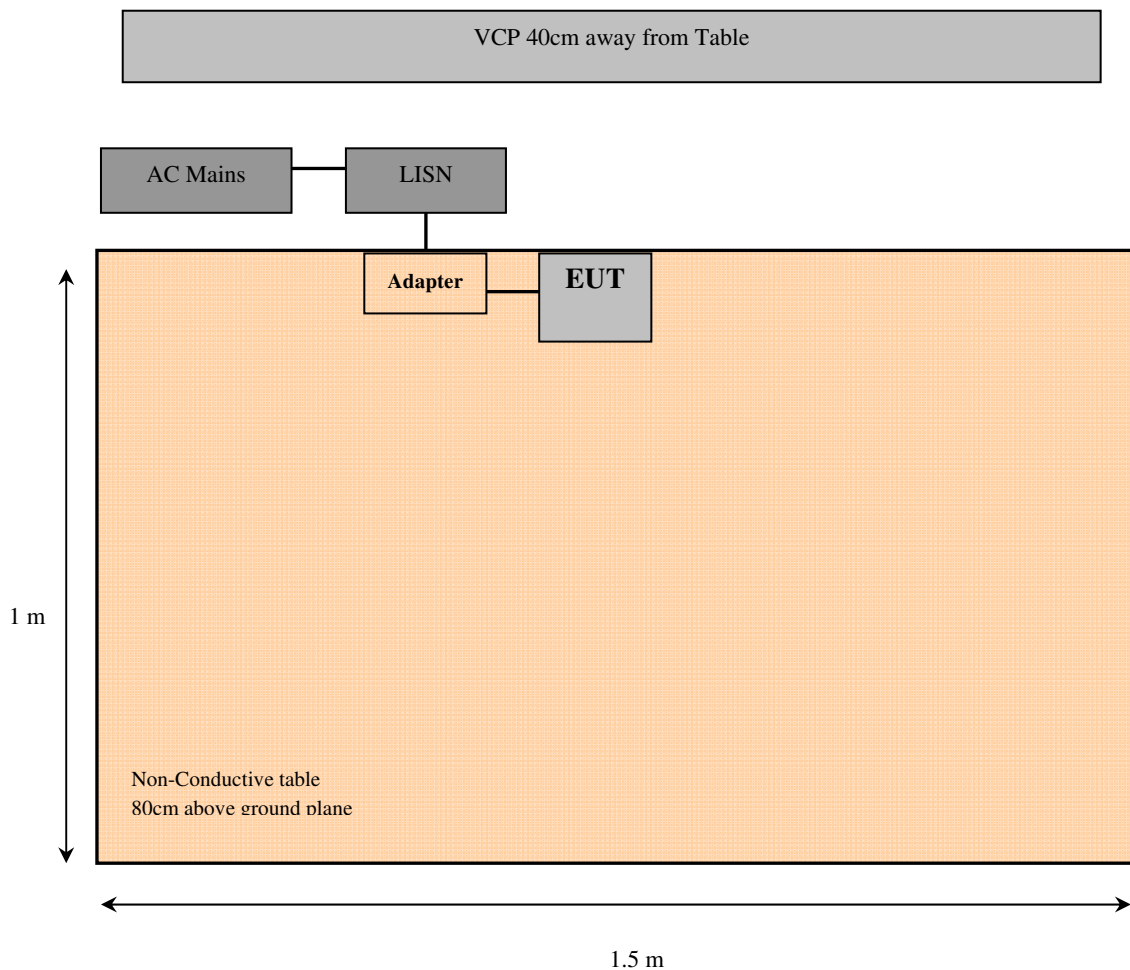 VCP 40cm away from Table
AC Mains
LISN
Adapter
EUT
1 m
Non-Conductive table
80cm above ground plane
1.5 m